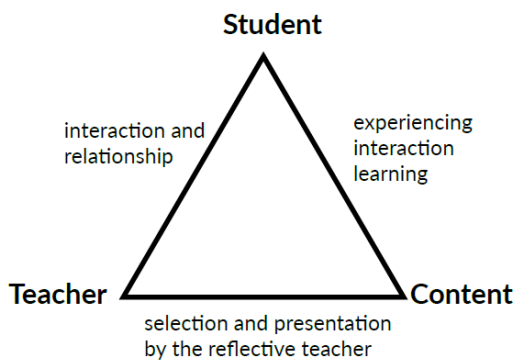 Student
interaction and
relationship
experiencing
interaction
learning
Teacher
Content
selection and presentation
by the reflective teacher